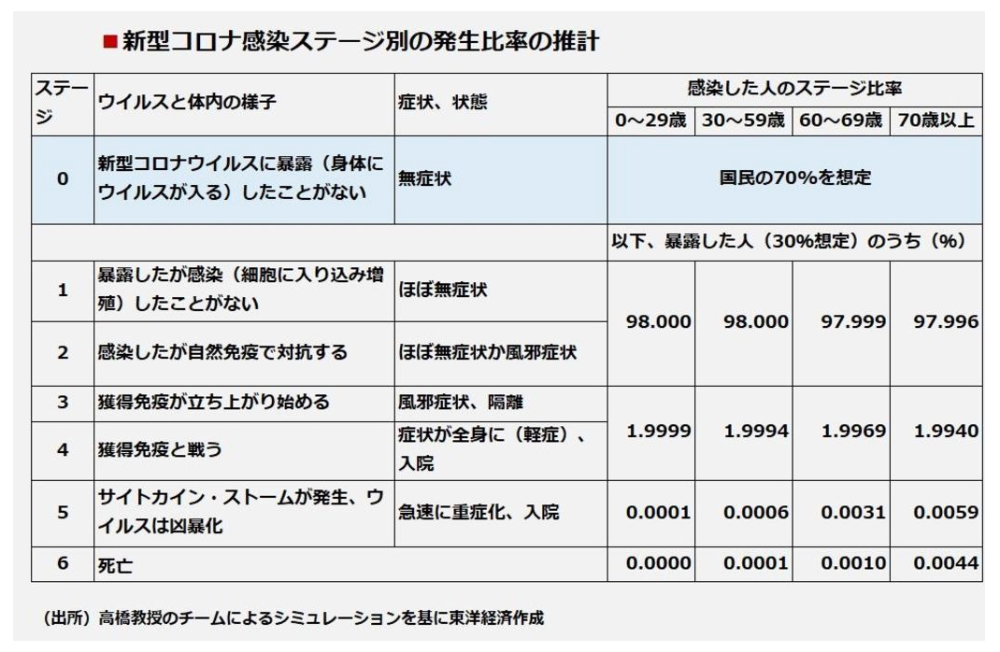 ■新型コロナ感染ステージ別の発生比率の推計
ステー
ジ
ウイルスと体内の様子
症状、状態
感染した人のステージ比率
0～29歳
30～59歳
60～69歳
70歳以上
0
新型コロナウイルスに暴露（身体に
ウイルスが入る）したことがない
無症状
国民の70%を想定
以下、暴露した人（30%想定）のうち（%）
1
暴露したが感染（細胞に入り込み増
殖）したことがない
ほぼ無症状
98.000
98.000
97.999
97.996
2
感染したが自然免疫で対抗する
ほぼ無症状か風邪症状
3
獲得免疫が立ち上がり始める
風邪症状、隔離
1.9999
1.9994
1.9969
1.9940
4
獲得免疫と戦う
症状が全身に（軽症）、
入院
5
サイトカイン・ストームが発生、ウ
イルスは凶暴化
急速に重症化、入院
0.0001
0.0006
0.0031
0.0059
6
死亡
0.0000
0.0001
0.0010
0.0044
（出所）高橋教授のチームによるシミュレーションを基に東洋経済作成